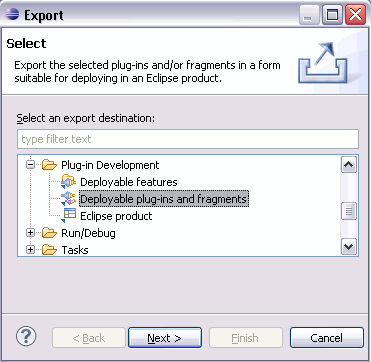 Export
Select
Export the selected plug-ins and/or fragments in a form
suitable for deploying in an Eclipse product.
Select an export destination:
type filter text
Plug-in Development
Deployable features
Deployable plug-ins and fragments
Eclipse product
Run/Debug
Tasks
?
< Back
Next >
Finish
Cancel